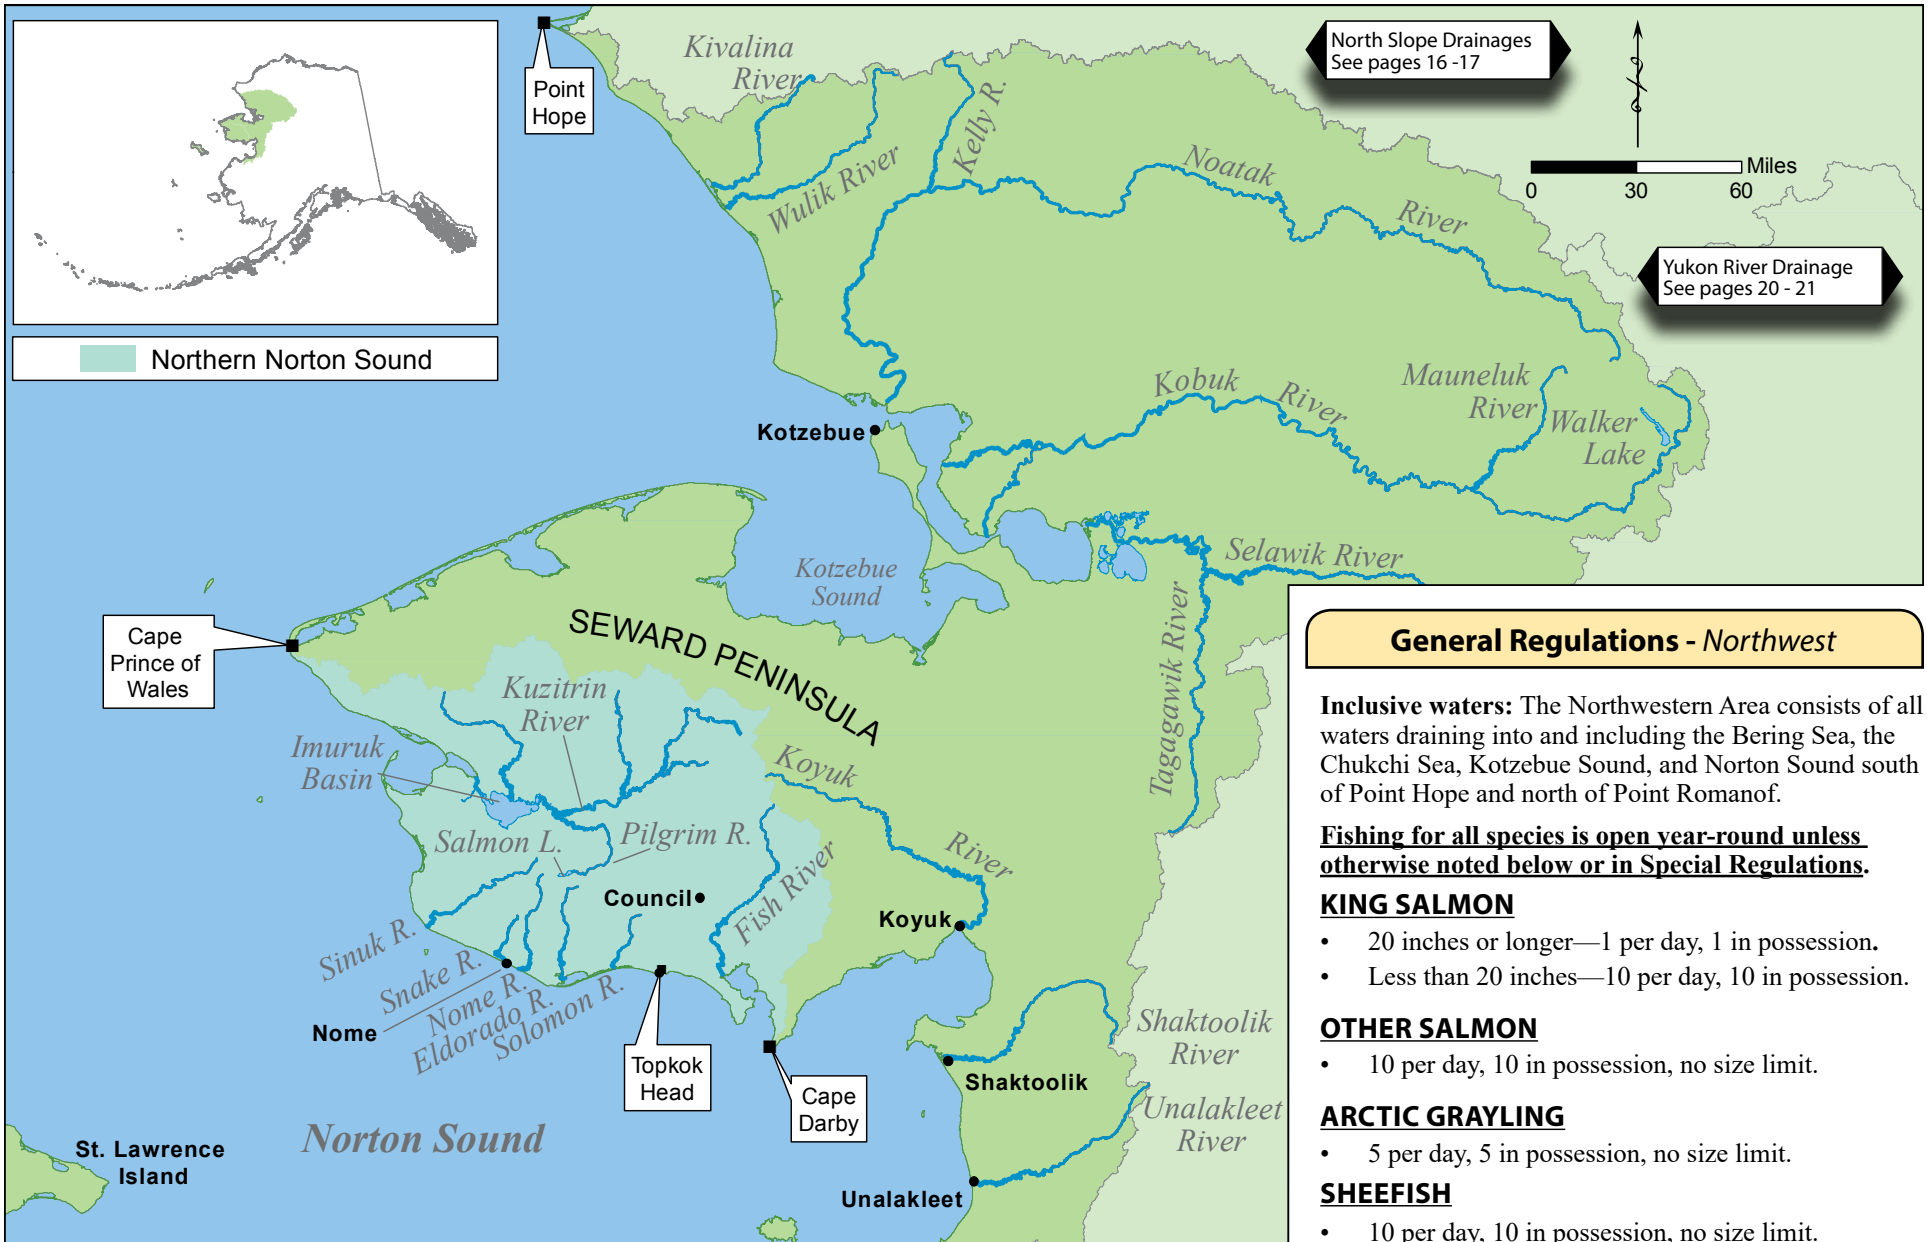 Kivalina
River
North Slope Drainages
See pages 16 -17
Point
Hope
Kelly R.
Wulik River
Noatak
River
Miles
0
30
60
Yukon River Drainage
See pages 20 - 21
Northern Norton Sound
Kotzebue
Kobuk
River
Mauneluk
River
Walker
Lake
Kotzebue
Sound
Selawik River
Tagagawik River
Cape
Prince of
Wales
SEWARD PENINSULA
Kuzitrin
River
Imuruk
Basin
Koyuk
River
Salmon L.
Pilgrim R.
Council
Fish River
Koyuk
Sinuk R.
Snake R.
Nome
Nome R.
Eldorado R.
Solomon R.
Topkok
Head
Cape
Darby
Shaktoolik
River
Shaktoolik
Unalakleet
River
Unalakleet
Norton Sound
St. Lawrence
Island
General Regulations - Northwest
Inclusive waters: The Northwestern Area consists of all
waters draining into and including the Bering Sea, the
Chukchi Sea, Kotzebue Sound, and Norton Sound south
of Point Hope and north of Point Romanof.
Fishing for all species is open year-round unless
otherwise noted below or in Special Regulations.
KING SALMON
• 20 inches or longer—1 per day, 1 in possession.
• Less than 20 inches—10 per day, 10 in possession.
OTHER SALMON
• 10 per day, 10 in possession, no size limit.
ARCTIC GRAYLING
• 5 per day, 5 in possession, no size limit.
SHEEFISH
• 10 per day, 10 in possession, no size limit.